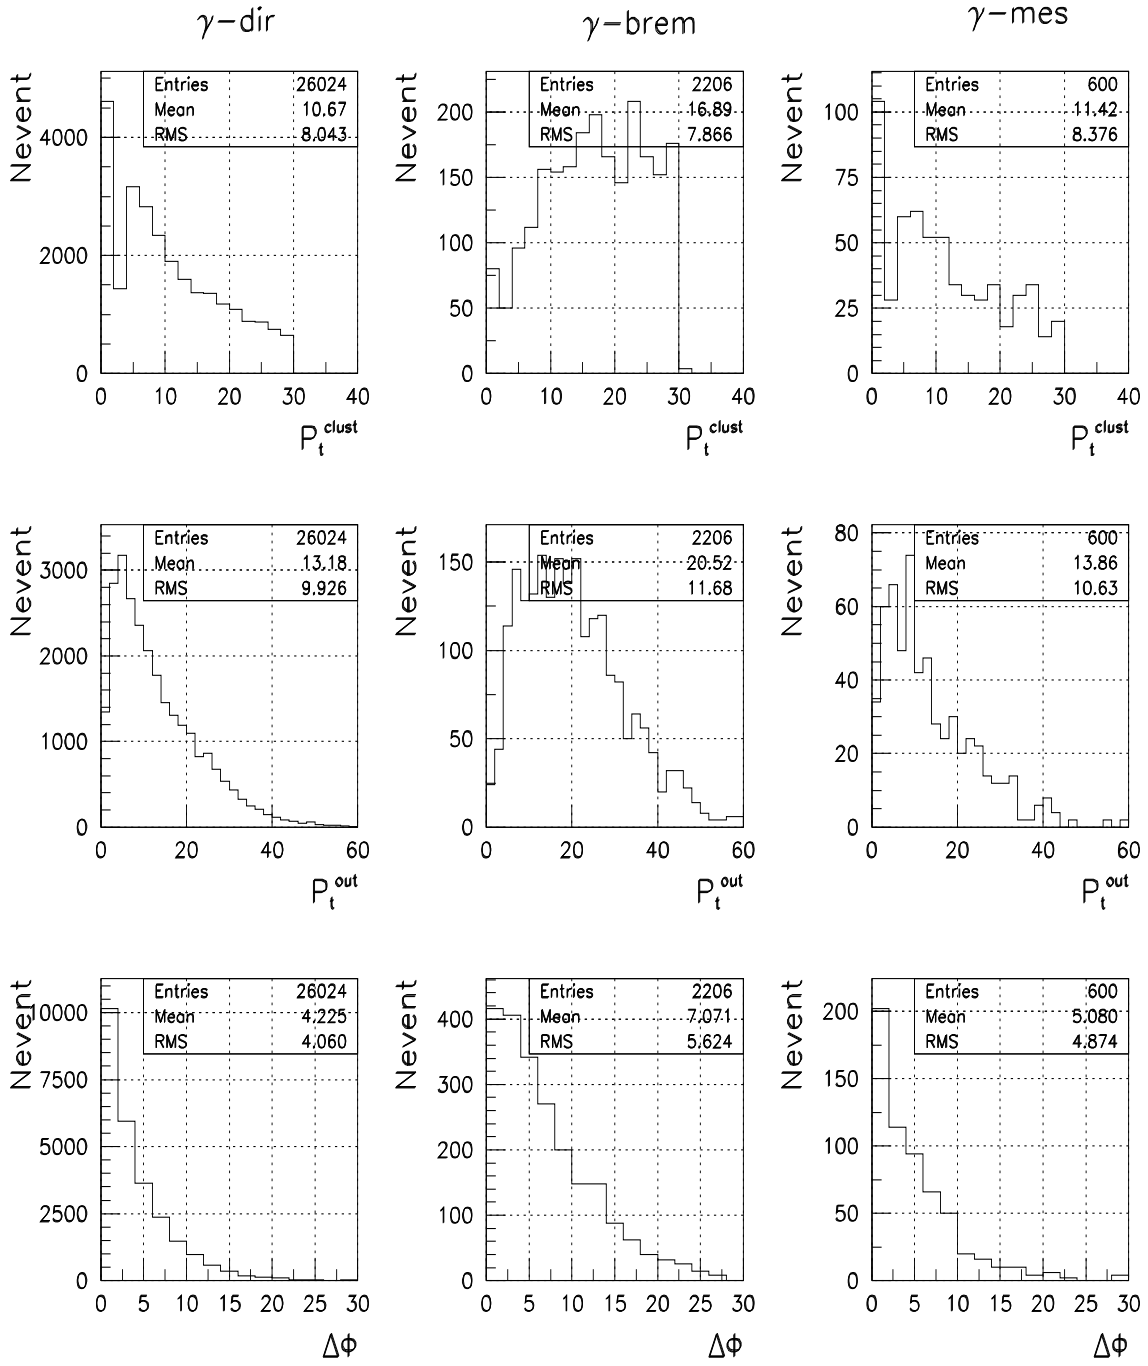 γ-dir γ-brem γ-mes
Nevent
Entries 26024
Mean 10.67
RMS 8.043
4000
2000
0
0 10 20 30 40
P_t^clust
Nevent
Entries 2206
Mean 16.89
RMS 7.866
200
150
100
50
0
0 10 20 30 40
P_t^clust
Nevent
Entries 600
Mean 11.42
RMS 8.376
100
75
50
25
0
0 10 20 30 40
P_t^clust
Nevent
Entries 26024
Mean 13.18
RMS 9.926
3000
2000
1000
0
0 20 40 60
P_t^out
Nevent
Entries 2206
Mean 20.52
RMS 11.68
150
100
50
0
0 20 40 60
P_t^out
Nevent
Entries 600
Mean 13.86
RMS 10.63
80
60
40
20
0
0 20 40 60
P_t^out
Nevent
Entries 26024
Mean 4.225
RMS 4.060
10000
7500
5000
2500
0
0 5 10 15 20 25 30
ΔΦ
Nevent
Entries 2206
Mean 7.071
RMS 5.624
400
300
200
100
0
0 5 10 15 20 25 30
ΔΦ
Nevent
Entries 600
Mean 5.080
RMS 4.874
200
150
100
50
0
0 5 10 15 20 25 30
ΔΦ